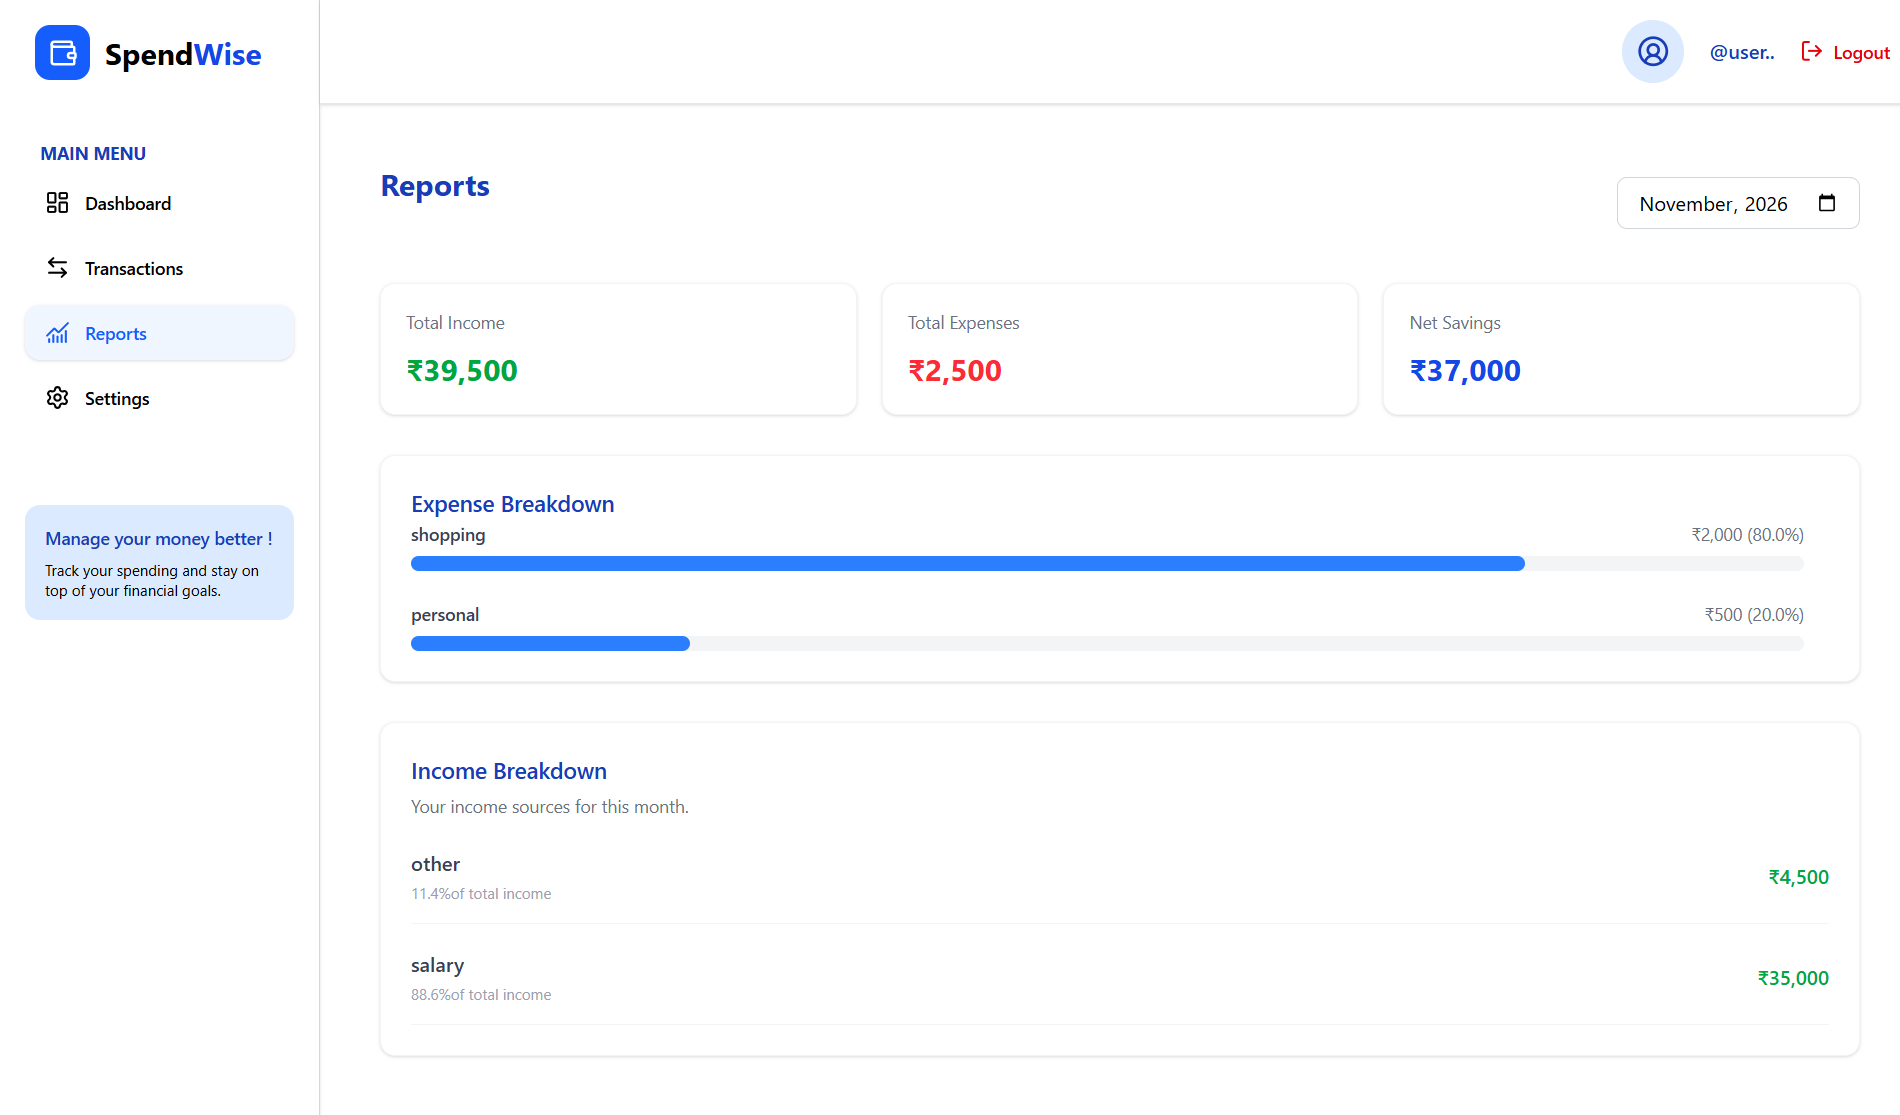 SpendWise
MAIN MENU
Dashboard
Transactions
Reports
Settings
Manage your money better !
Track your spending and stay on
top of your financial goals.
@user..
Logout
Reports
November, 2026
Total Income
₹39,500
Total Expenses
₹2,500
Net Savings
₹37,000
Expense Breakdown
shopping ₹2,000 (80.0%)
personal ₹500 (20.0%)
Income Breakdown
Your income sources for this month.
other
11.4%of total income
₹4,500
salary
88.6%of total income
₹35,000